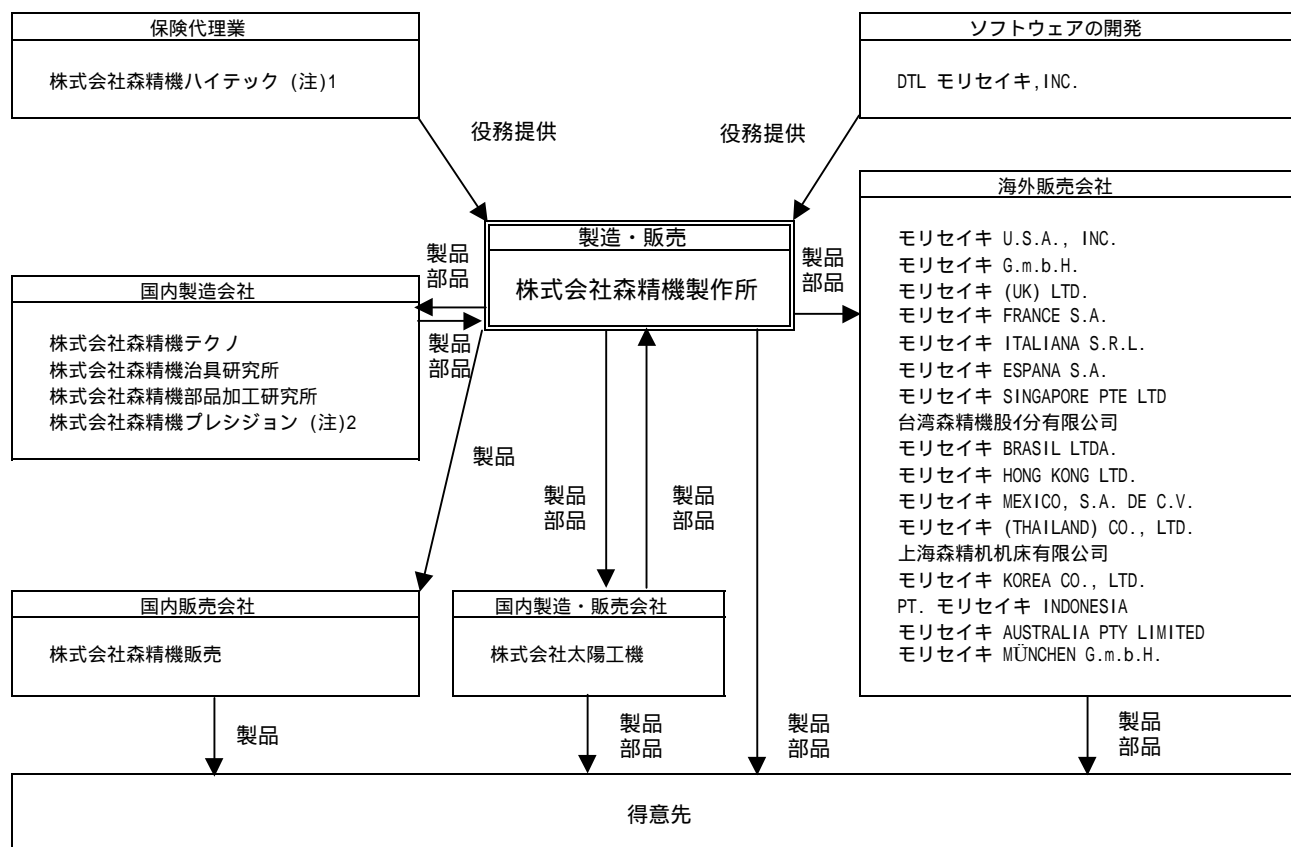 保険代理業
株式会社森精機ハイテック (注)1
ソフトウェアの開発
DTL モリセイキ,INC.
役務提供
役務提供
海外販売会社
モリセイキ U.S.A., INC.
モリセイキ G.m.b.H.
モリセイキ (UK) LTD.
モリセイキ FRANCE S.A.
モリセイキ ITALIANA S.R.L.
モリセイキ ESPANA S.A.
モリセイキ SINGAPORE PTE LTD
台湾森精機股イ分有限公司
モリセイキ BRASIL LTDA.
モリセイキ HONG KONG LTD.
モリセイキ MEXICO, S.A. DE C.V.
モリセイキ (THAILAND) CO., LTD.
上海森精机机床有限公司
モリセイキ KOREA CO., LTD.
PT. モリセイキ INDONESIA
モリセイキ AUSTRALIA PTY LIMITED
モリセイキ MÜNCHEN G.m.b.H.
製造・販売
株式会社森精機製作所
製品
部品
製品
部品
国内製造会社
株式会社森精機テクノ
株式会社森精機治具研究所
株式会社森精機部品加工研究所
株式会社森精機プレシジョン (注)2
製品
部品
製品
製品
部品
製品
部品
国内販売会社
株式会社森精機販売
国内製造・販売会社
株式会社太陽工機
製品
製品
部品
製品
部品
製品
部品
得意先